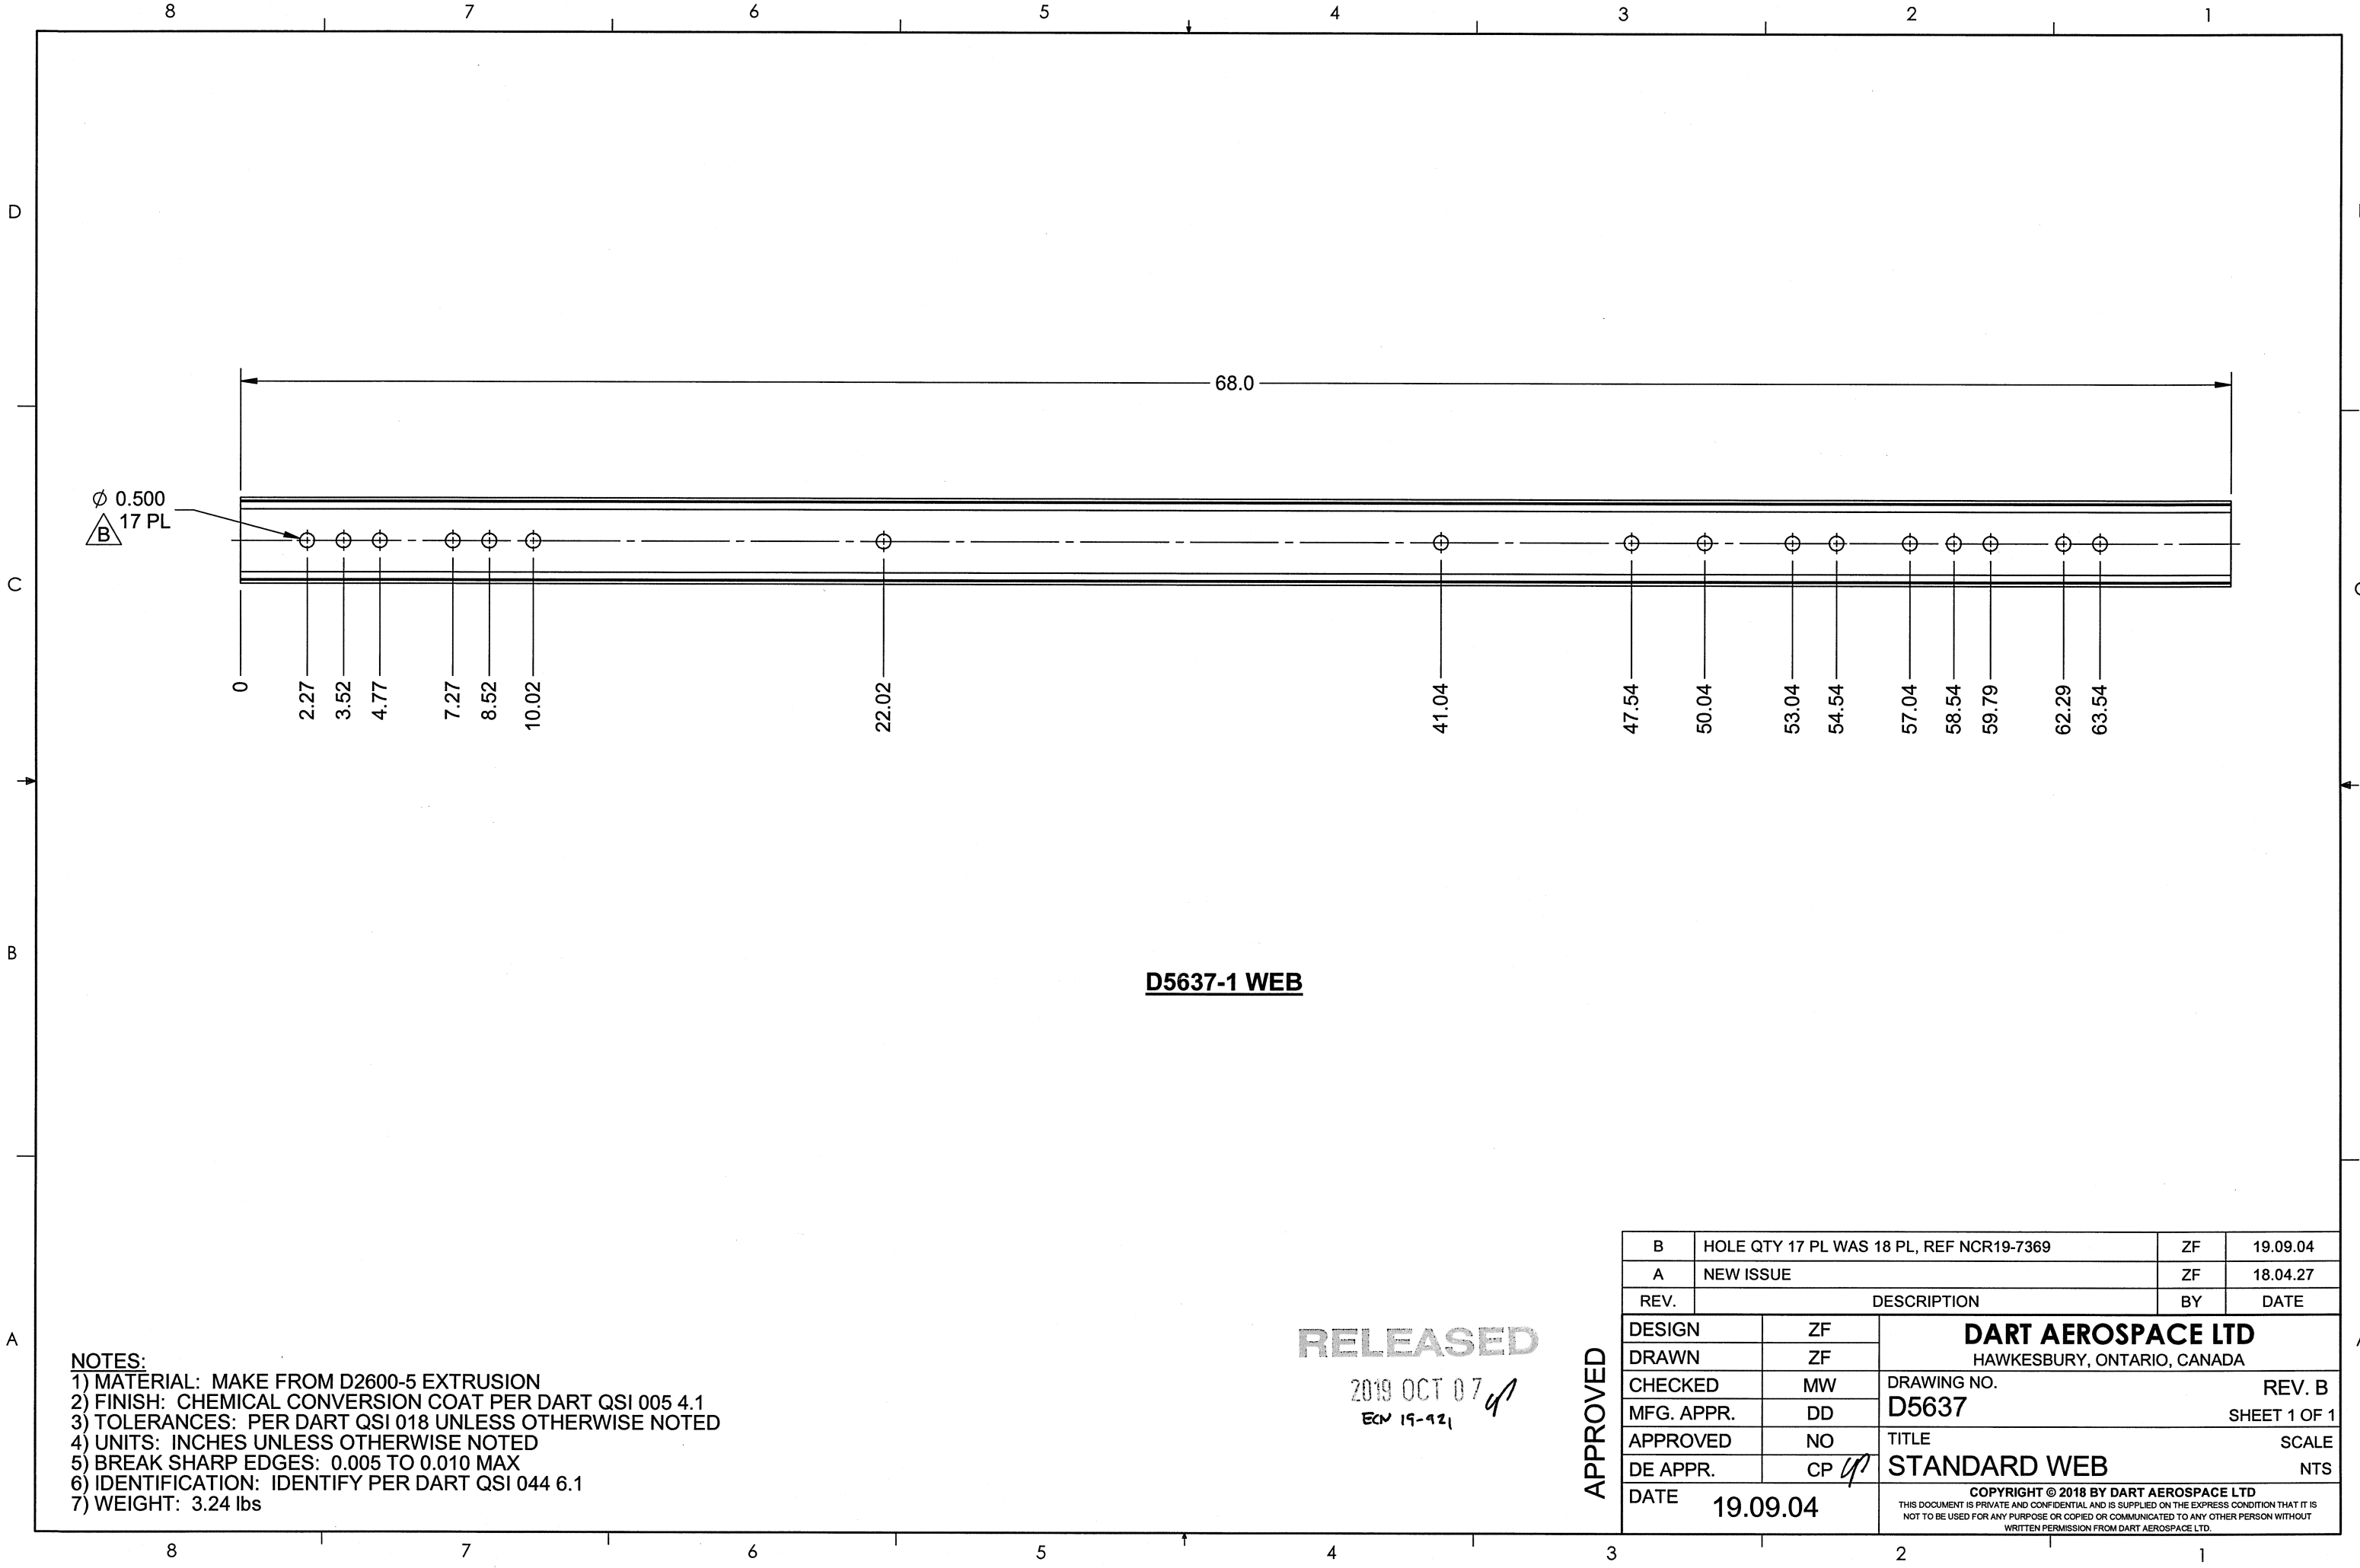 8 7 6 5 4 3 2 1
D
68.0
Ø 0.500
B 17 PL
C
0 2.27 3.52 4.77 7.27 8.52 10.02 22.02 41.04 47.54 50.04 53.04 54.54 57.04 58.54 59.79 62.29 63.54
B
D5637-1 WEB
A
NOTES:
1) MATERIAL: MAKE FROM D2600-5 EXTRUSION
2) FINISH: CHEMICAL CONVERSION COAT PER DART QSI 005 4.1
3) TOLERANCES: PER DART QSI 018 UNLESS OTHERWISE NOTED
4) UNITS: INCHES UNLESS OTHERWISE NOTED
5) BREAK SHARP EDGES: 0.005 TO 0.010 MAX
6) IDENTIFICATION: IDENTIFY PER DART QSI 044 6.1
7) WEIGHT: 3.24 lbs
RELEASED
2019 OCT 07
ECN 19-921
APPROVED
B HOLE QTY 17 PL WAS 18 PL, REF NCR19-7369 ZF 19.09.04
A NEW ISSUE ZF 18.04.27
REV. DESCRIPTION BY DATE
DESIGN ZF
DRAWN ZF
CHECKED MW
MFG. APPR. DD
APPROVED NO
DE APPR. CP
DATE 19.09.04
DART AEROSPACE LTD
HAWKESBURY, ONTARIO, CANADA
DRAWING NO. REV. B
D5637 SHEET 1 OF 1
TITLE SCALE
STANDARD WEB NTS
COPYRIGHT © 2018 BY DART AEROSPACE LTD
THIS DOCUMENT IS PRIVATE AND CONFIDENTIAL AND IS SUPPLIED ON THE EXPRESS CONDITION THAT IT IS
NOT TO BE USED FOR ANY PURPOSE OR COPIED OR COMMUNICATED TO ANY OTHER PERSON WITHOUT
WRITTEN PERMISSION FROM DART AEROSPACE LTD.
8 7 6 5 4 3 2 1